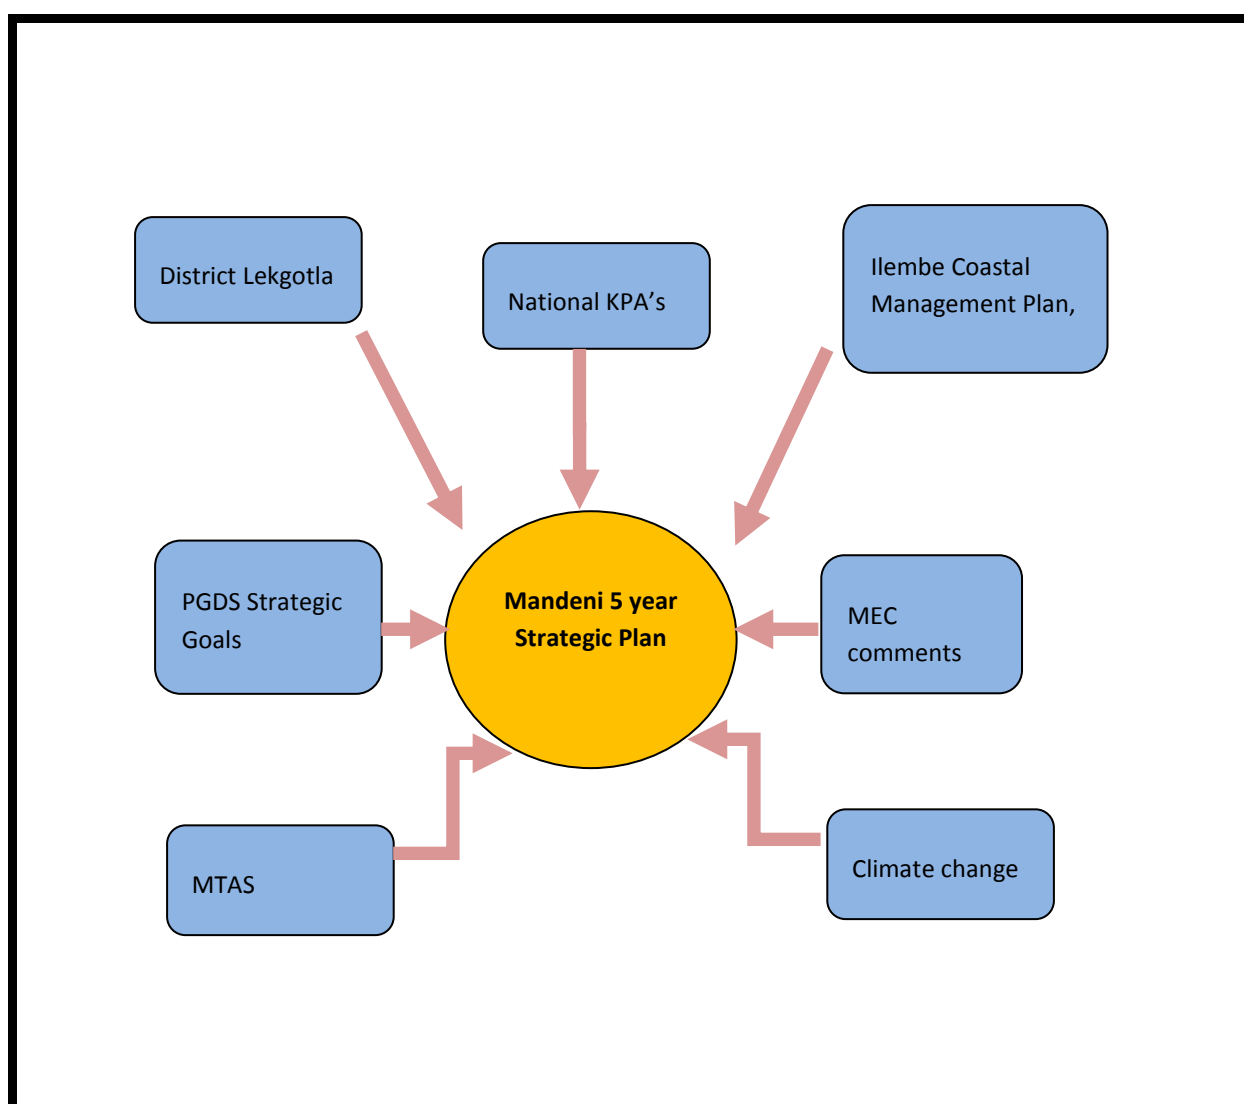 District Lekgotla
National KPA’s
Ilembe Coastal
Management Plan,
PGDS Strategic
Goals
Mandeni 5 year
Strategic Plan
MEC
comments
MTAS
Climate change